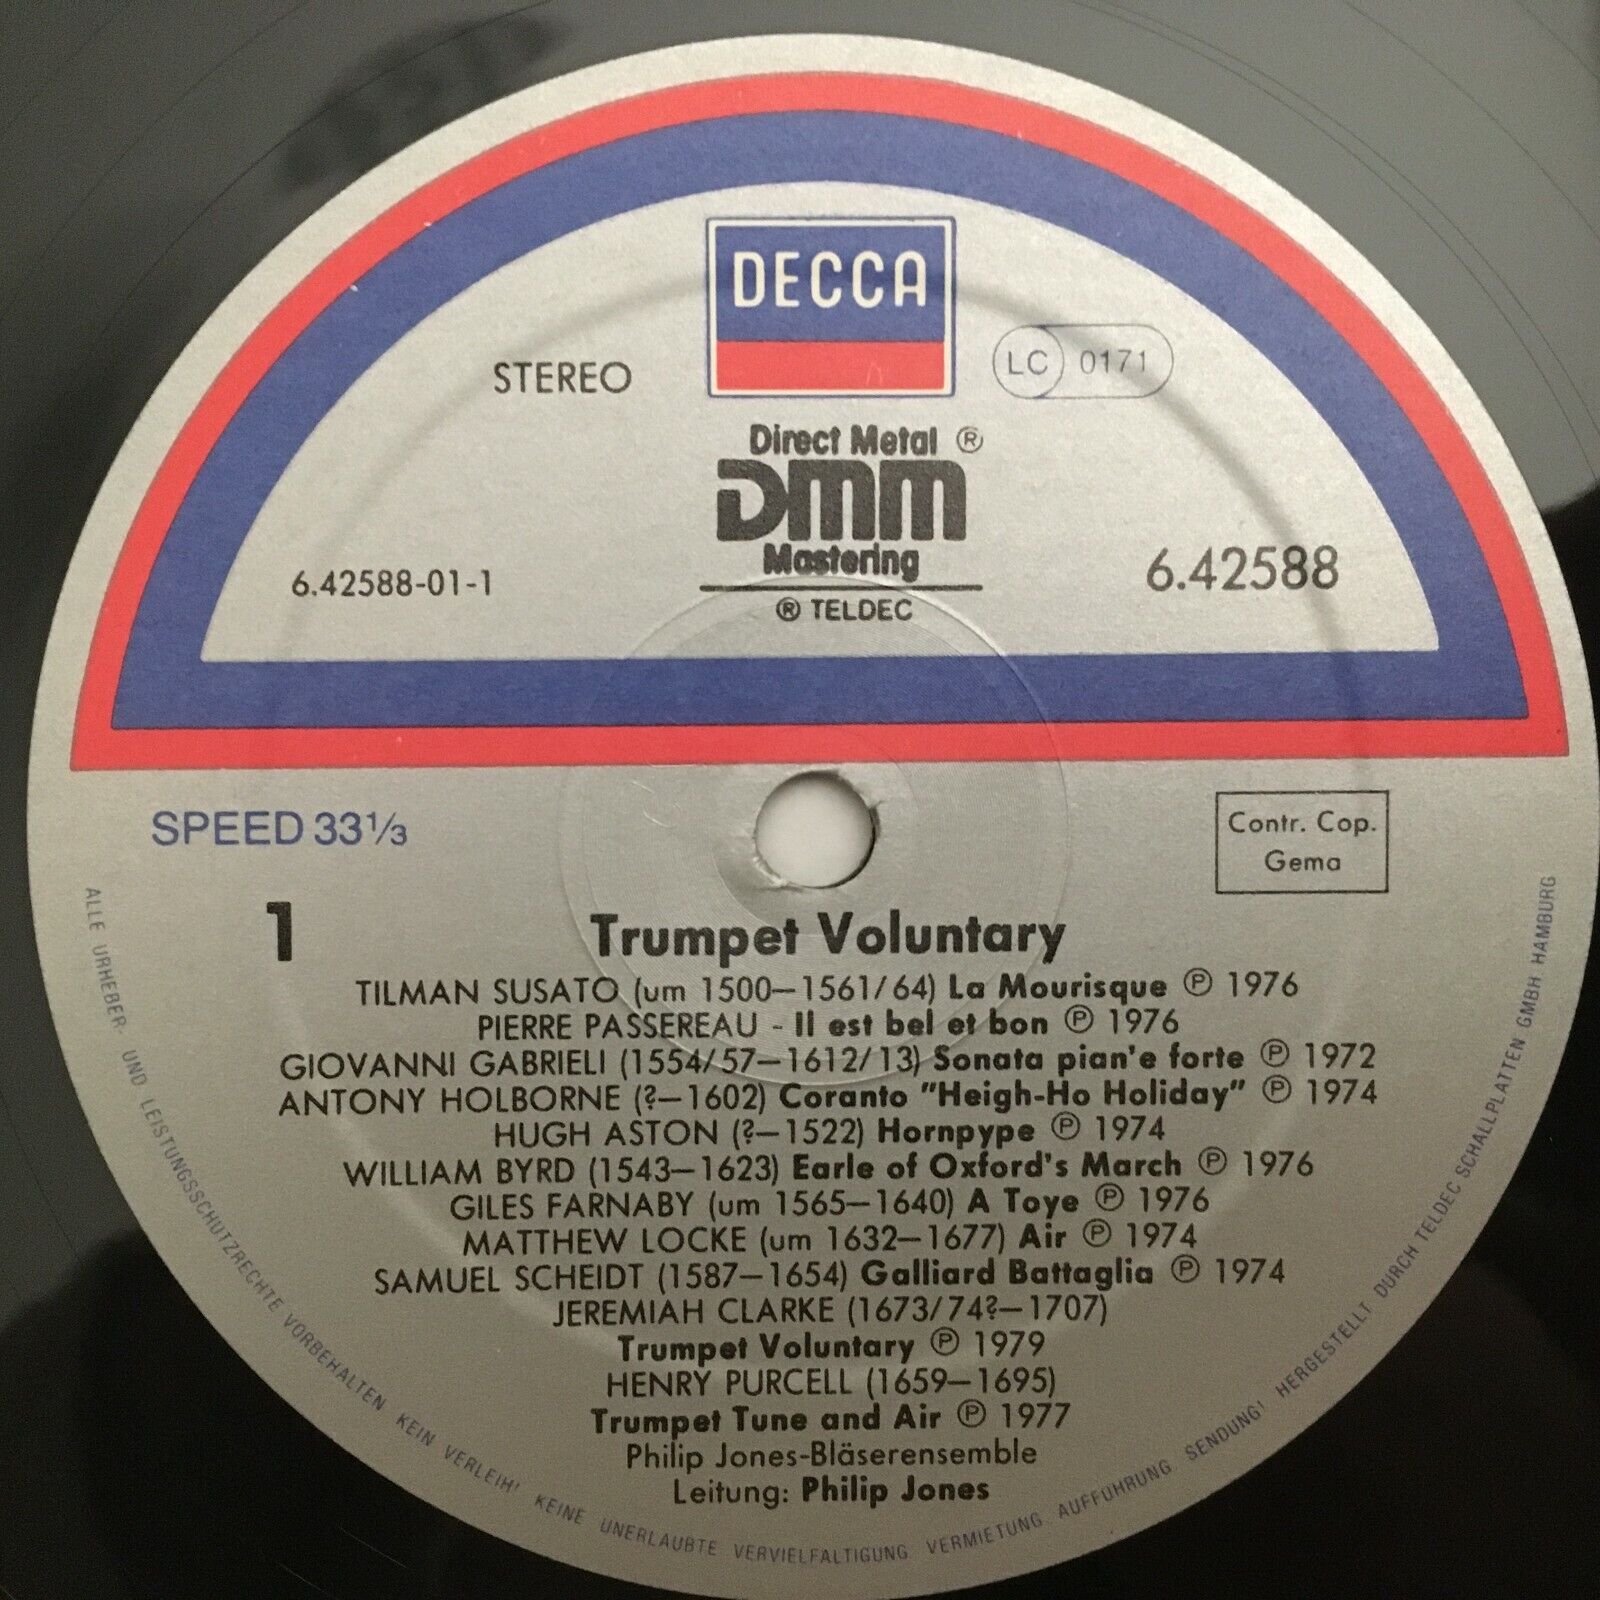 DECCA
STEREO
LC 0171
Direct Metal ®
DMM
Mastering
6.42588-01-1
6.42588
® TELDEC
SPEED 33⅓
Contr. Cop.
Gema
1
Trumpet Voluntary
TILMAN SUSATO (um 1500–1561/64) La Mourisque ℗ 1976
PIERRE PASSEREAU - Il est bel et bon ℗ 1976
GIOVANNI GABRIELI (1554/57–1612/13) Sonata pian'e forte ℗ 1972
ANTONY HOLBORNE (?–1602) Coranto "Heigh-Ho Holiday" ℗ 1974
HUGH ASTON (?–1522) Hornpype ℗ 1974
WILLIAM BYRD (1543–1623) Earle of Oxford's March ℗ 1976
GILES FARNABY (um 1565–1640) A Toye ℗ 1976
MATTHEW LOCKE (um 1632–1677) Air ℗ 1974
SAMUEL SCHEIDT (1587–1654) Galliard Battaglia ℗ 1974
JEREMIAH CLARKE (1673/74?–1707)
Trumpet Voluntary ℗ 1979
HENRY PURCELL (1659–1695)
Trumpet Tune and Air ℗ 1977
Philip Jones-Bläserensemble
Leitung: Philip Jones
ALLE URHEBER- UND LEISTUNGSSCHUTZRECHTE VORBEHALTEN KEIN VERLEIH! KEINE UNERLAUBTE VERVIELFÄLTIGUNG VERMIETUNG AUFFÜHRUNG SENDUNG! HERGESTELLT DURCH TELDEC SCHALLPLATTEN GMBH HAMBURG